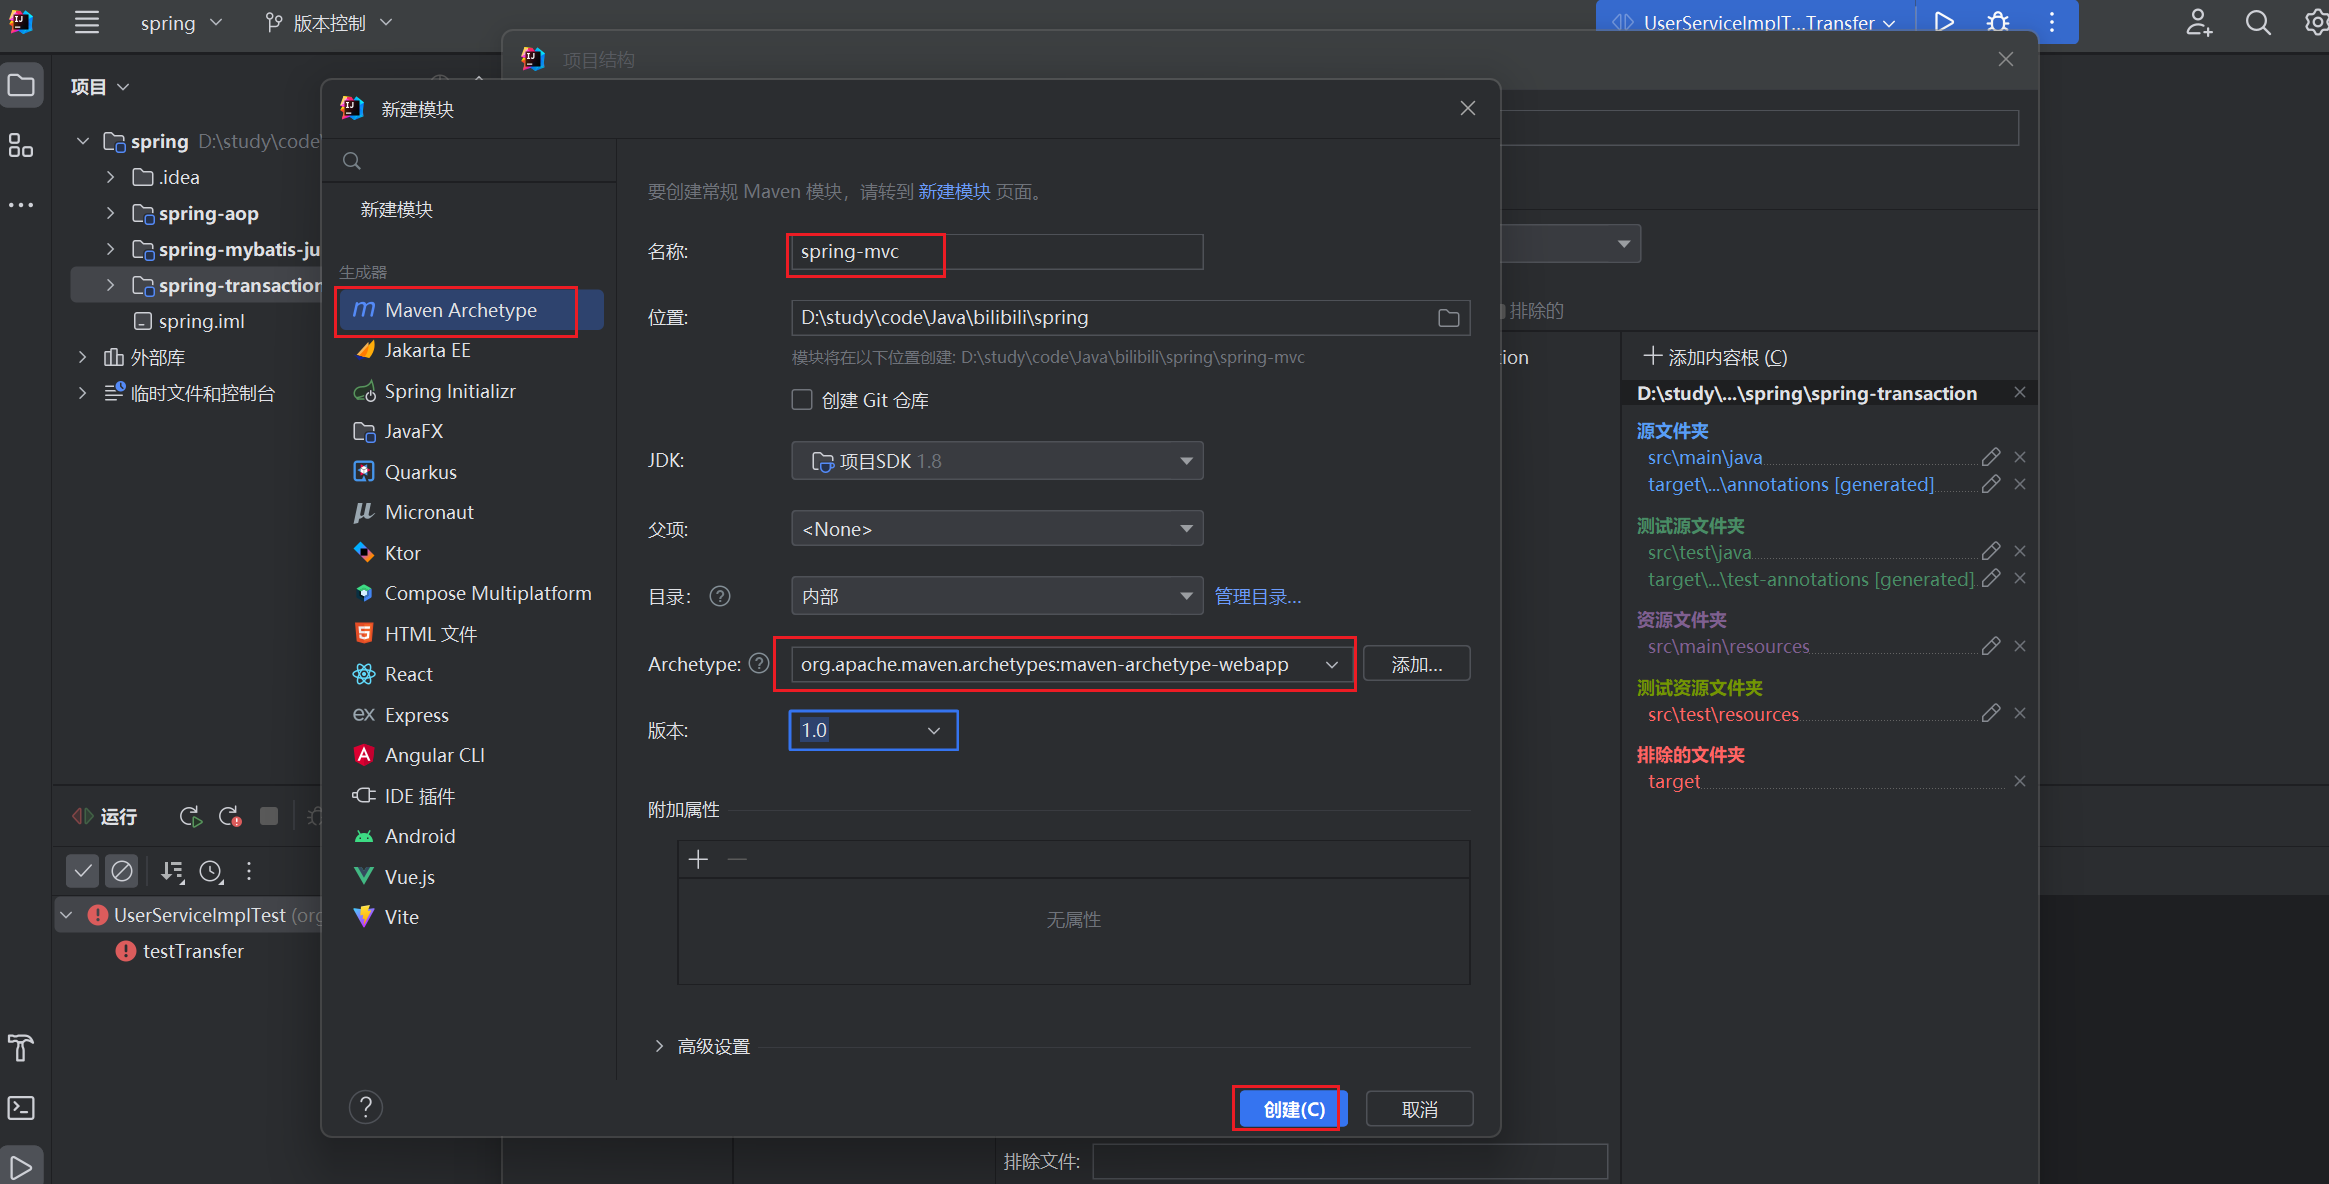 spring
版本控制
UserServiceImplT...Transfer
项目结构
项目
新建模块
spring D:\study\code
.idea
spring-aop
spring-mybatis-ju
spring-transaction
spring.iml
外部库
临时文件和控制台
新建模块
生成器
Maven Archetype
Jakarta EE
Spring Initializr
JavaFX
Quarkus
Micronaut
Ktor
Compose Multiplatform
HTML 文件
React
Express
Angular CLI
IDE 插件
Android
Vue.js
Vite
要创建常规 Maven 模块，请转到 新建模块 页面。
名称:
spring-mvc
位置:
D:\study\code\Java\bilibili\spring
模块将在以下位置创建: D:\study\code\Java\bilibili\spring\spring-mvc
创建 Git 仓库
JDK:
项目SDK 1.8
父项:
<None>
目录:
内部
管理目录...
Archetype:
org.apache.maven.archetypes:maven-archetype-webapp
添加...
版本:
1.0
附加属性
无属性
高级设置
创建(C)
取消
排除的
ion
添加内容根 (C)
D:\study\...\spring\spring-transaction
源文件夹
src\main\java
target\...\annotations [generated]
测试源文件夹
src\test\java
target\...\test-annotations [generated]
资源文件夹
src\main\resources
测试资源文件夹
src\test\resources
排除的文件夹
target
排除文件:
运行
UserServiceImplTest (org
testTransfer